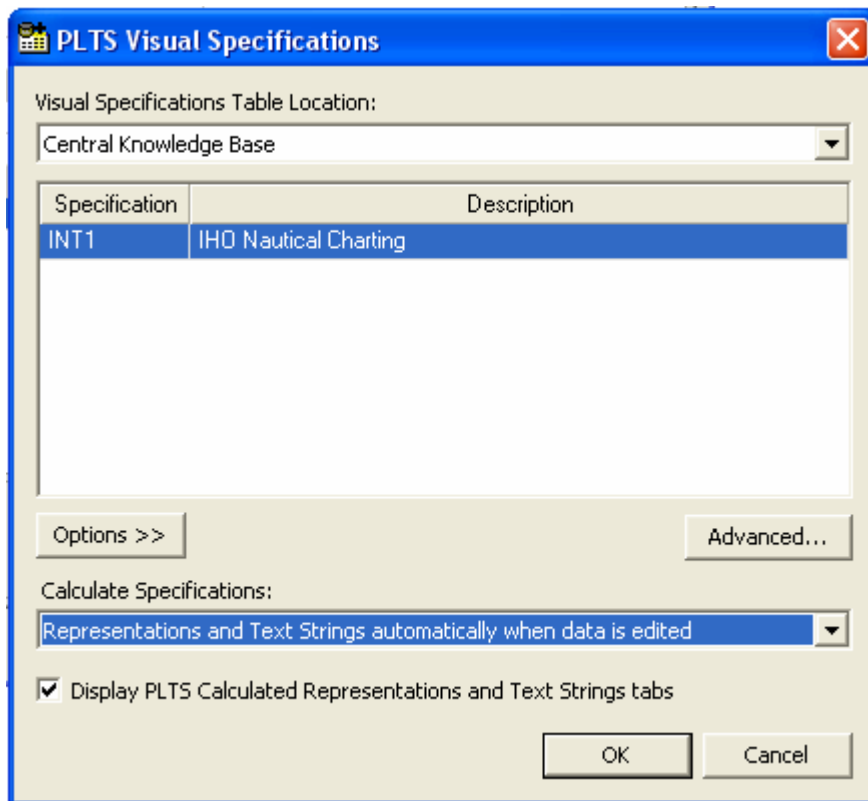 PLTS Visual Specifications
Visual Specifications Table Location:
Central Knowledge Base
Specification Description
INT1 IHO Nautical Charting
Options >> Advanced...
Calculate Specifications:
Representations and Text Strings automatically when data is edited
Display PLTS Calculated Representations and Text Strings tabs
OK Cancel